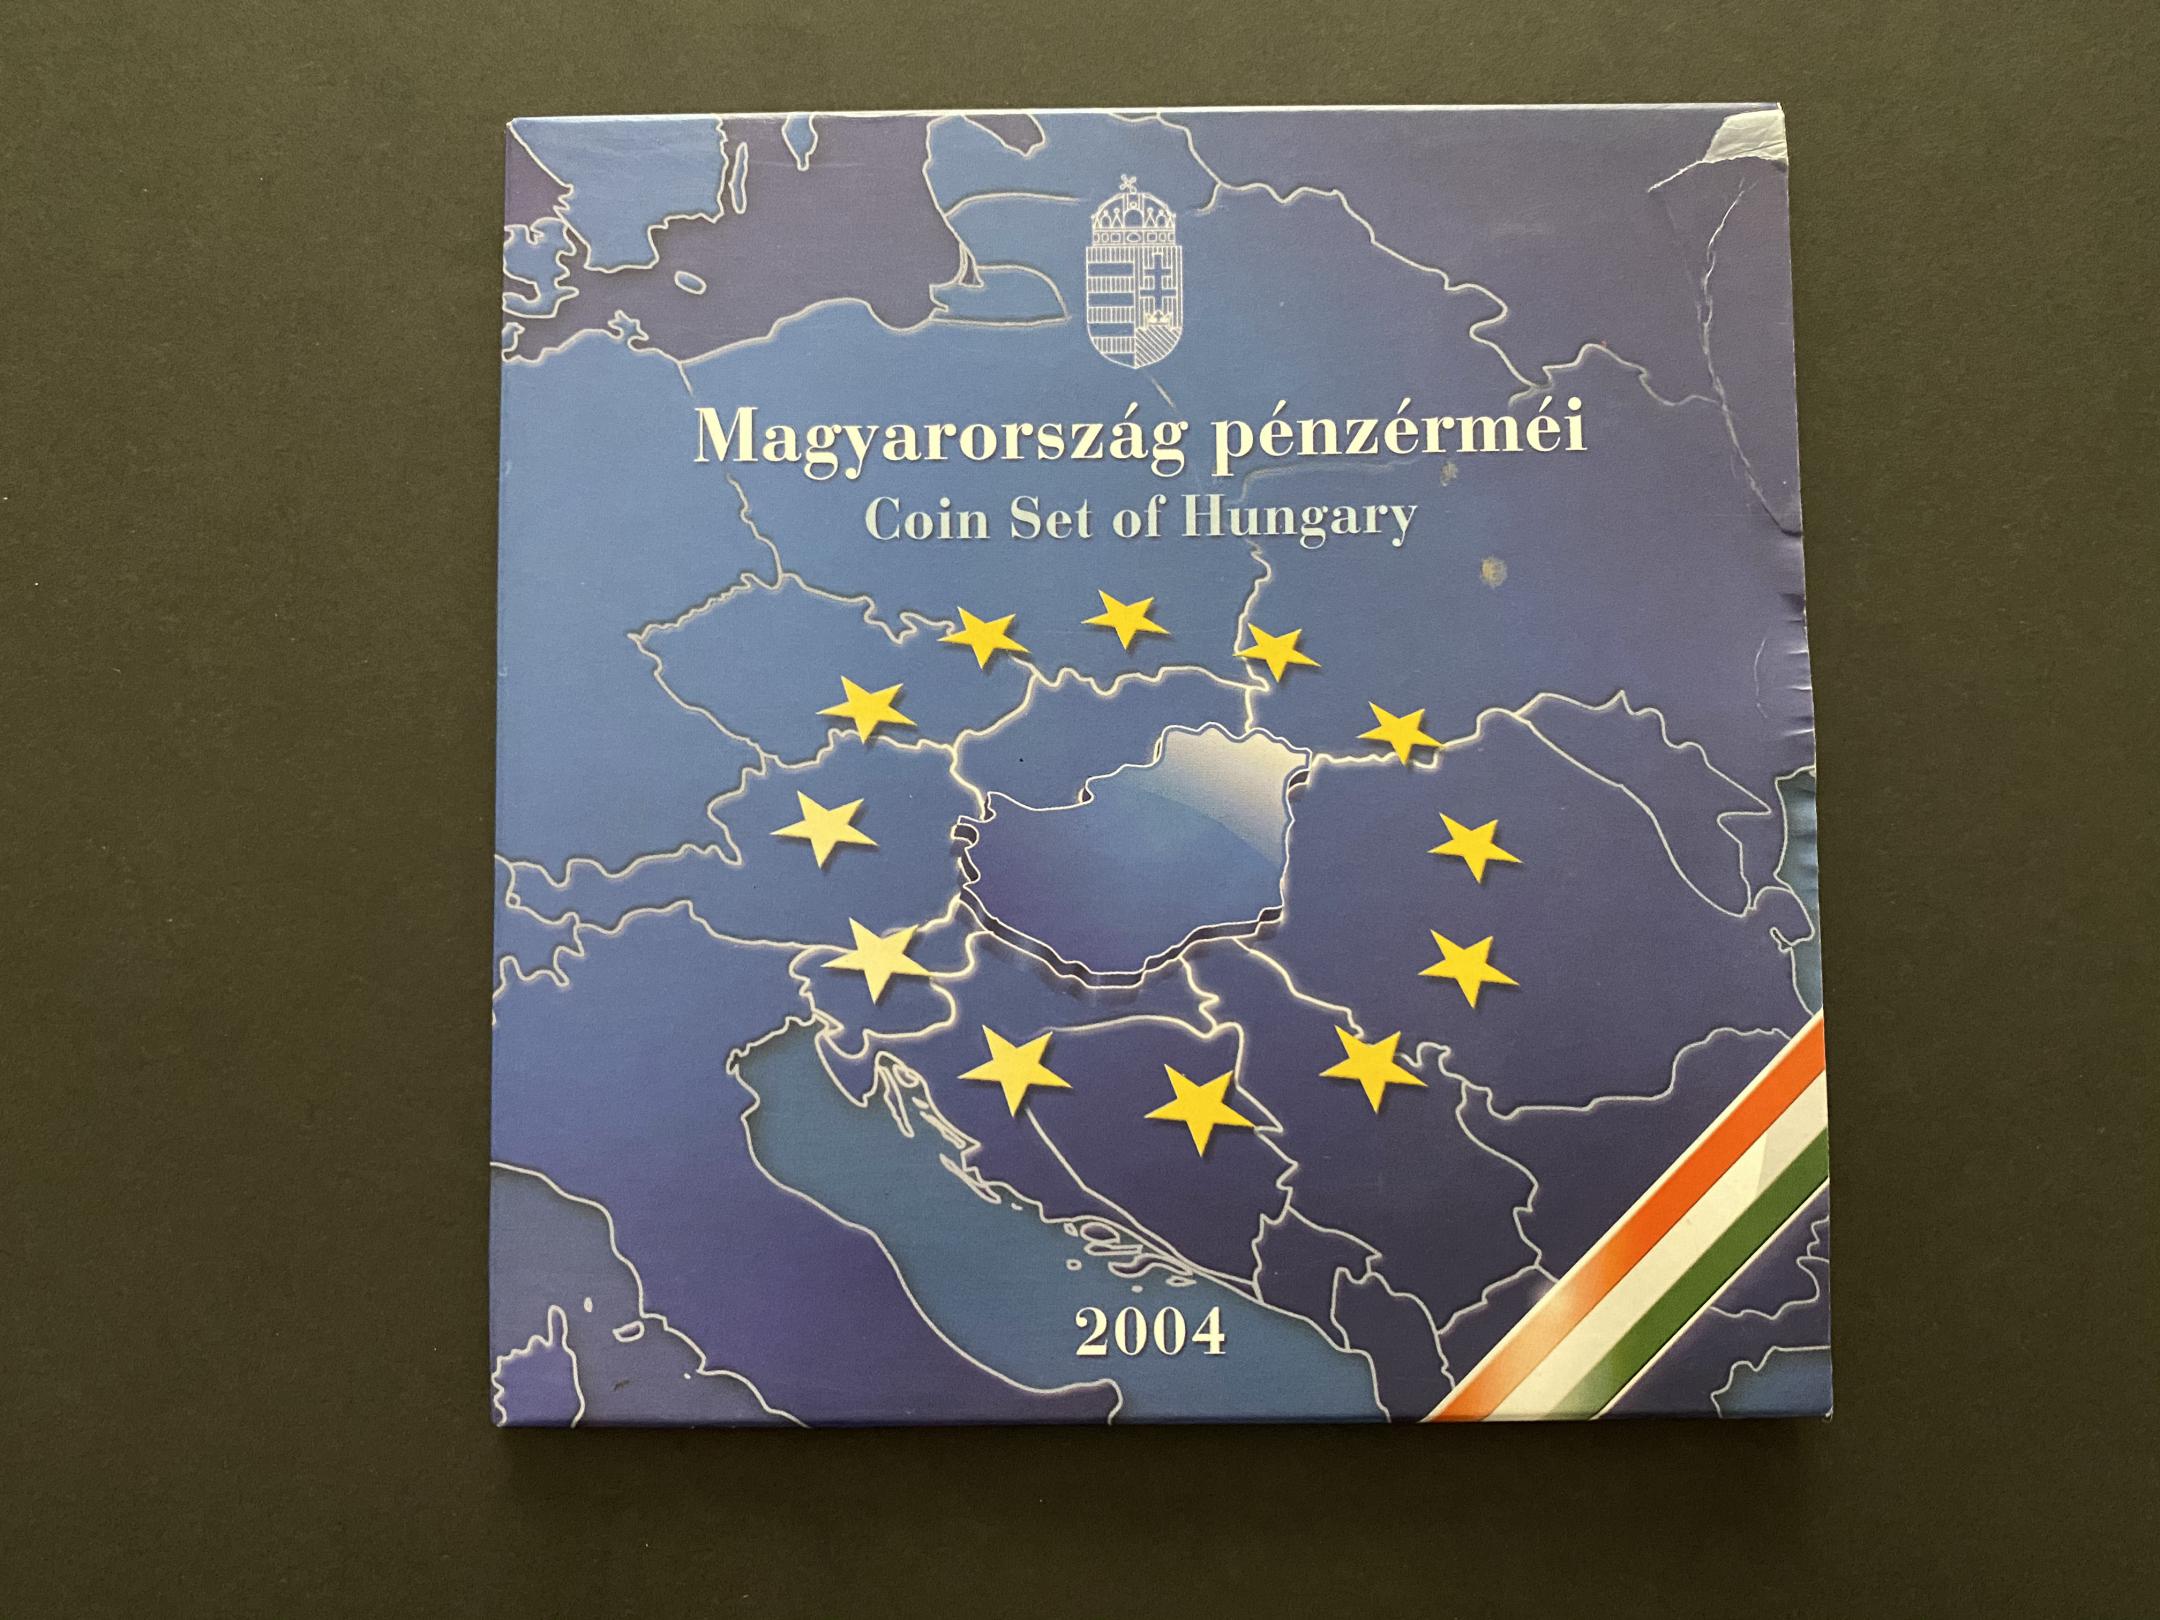 Magyarország pénzérméi
Coin Set of Hungary
2004